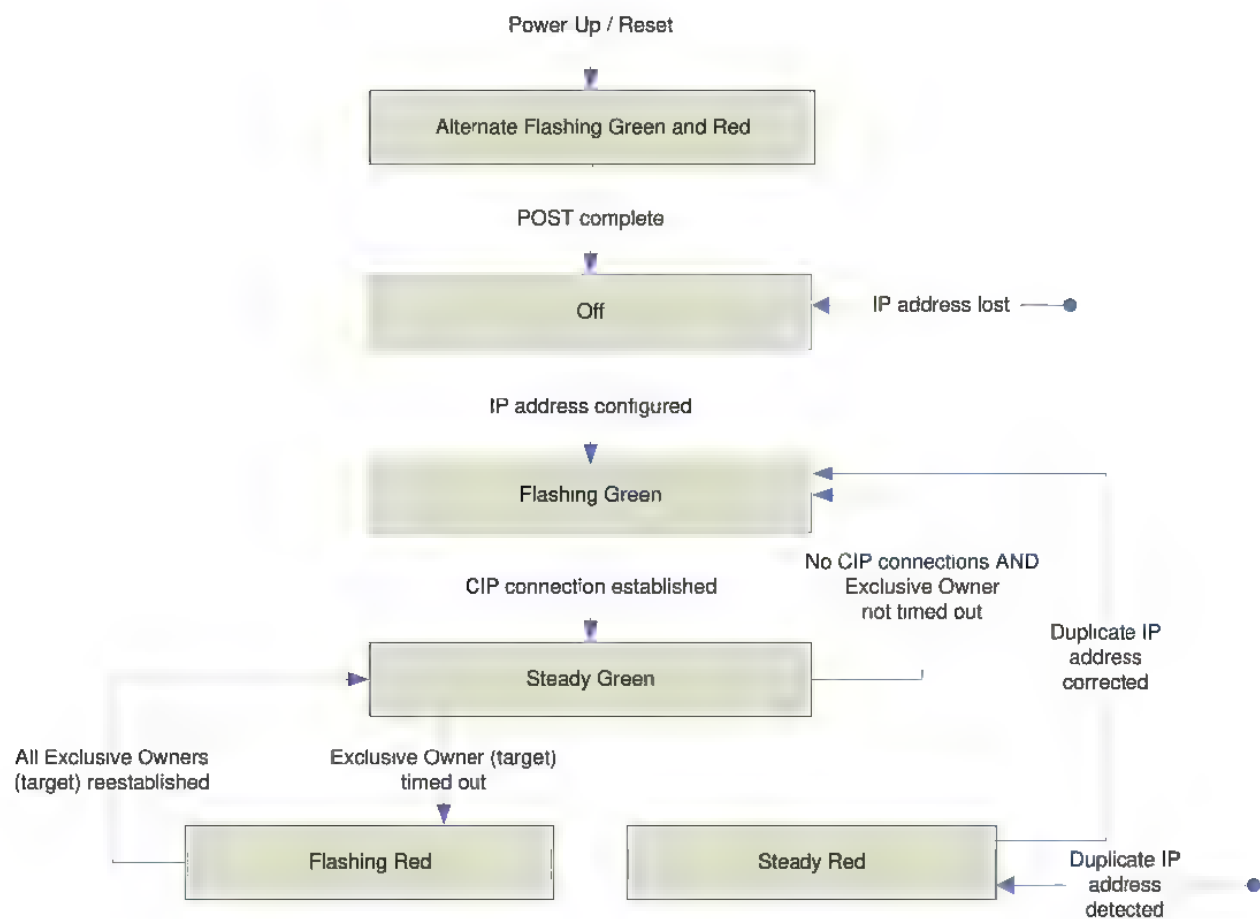 Power Up / Reset
Alternate Flashing Green and Red
POST complete
Off
IP address lost
IP address configured
Flashing Green
No CIP connections AND
Exclusive Owner
not timed out
CIP connection established
Duplicate IP
address
corrected
Steady Green
All Exclusive Owners
(target) reestablished
Exclusive Owner (target)
timed out
Flashing Red
Steady Red
Duplicate IP
address
detected